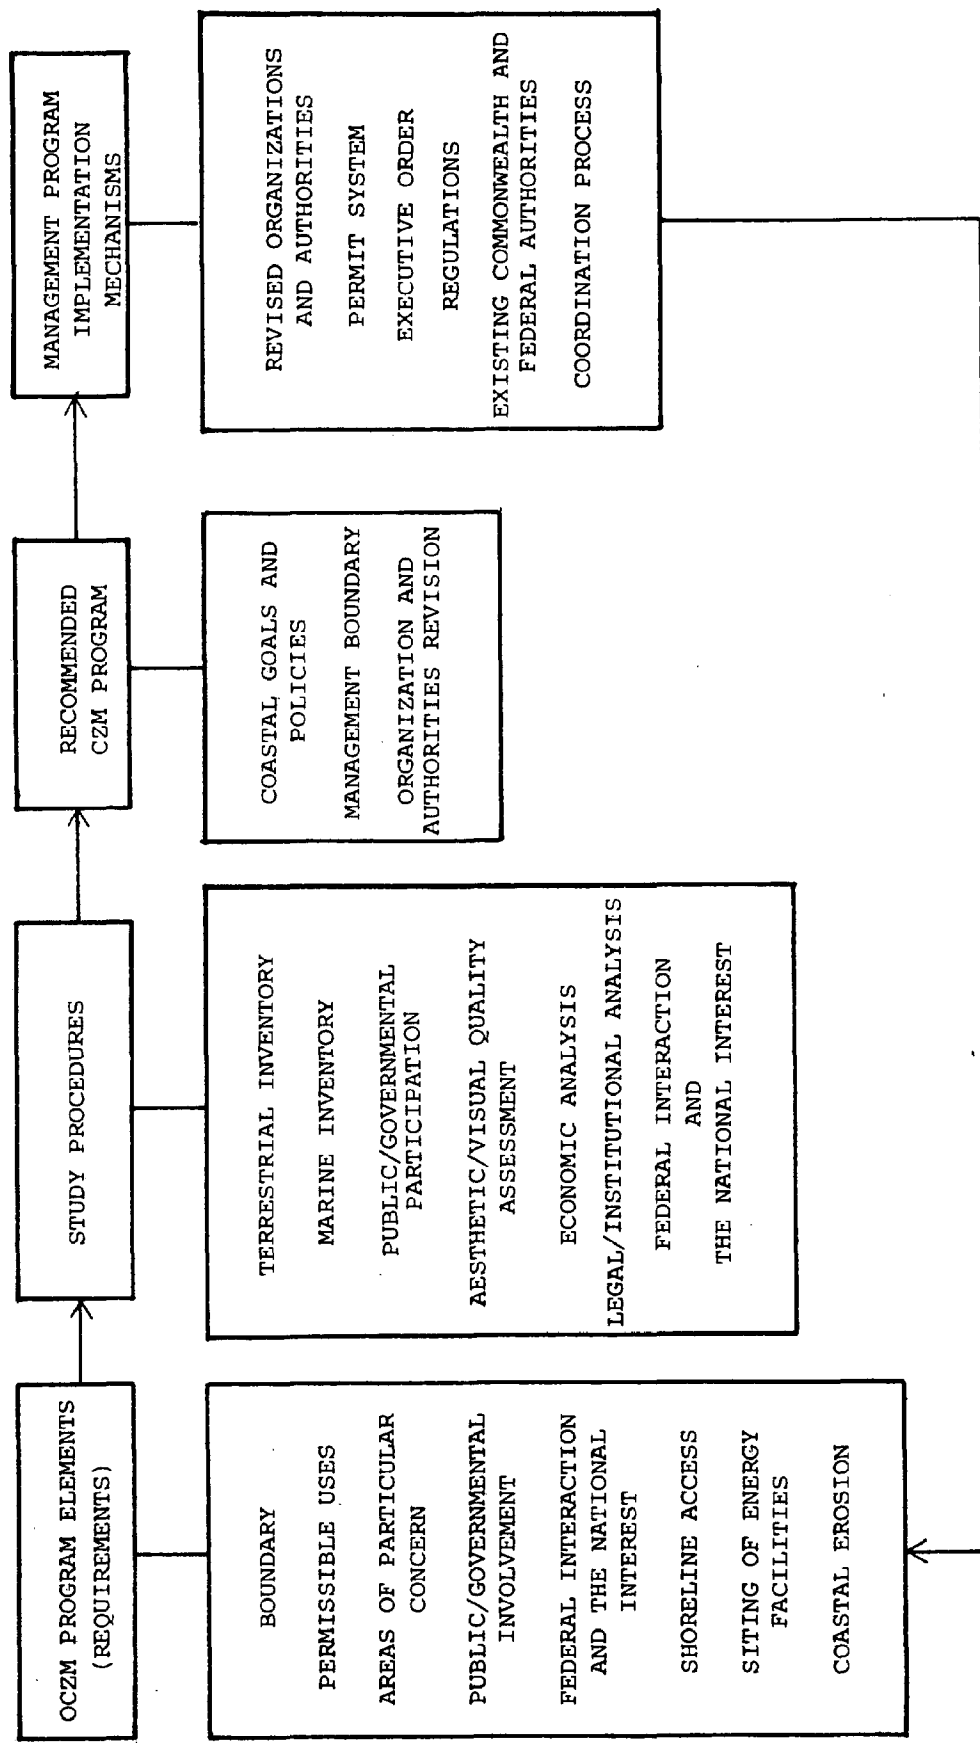 OCZM PROGRAM ELEMENTS
(REQUIREMENTS)
BOUNDARY
PERMISSIBLE USES
AREAS OF PARTICULAR
CONCERN
PUBLIC/GOVERNMENTAL
INVOLVEMENT
FEDERAL INTERACTION
AND THE NATIONAL
INTEREST
SHORELINE ACCESS
SITING OF ENERGY
FACILITIES
COASTAL EROSION
STUDY PROCEDURES
TERRESTRIAL INVENTORY
MARINE INVENTORY
PUBLIC/GOVERNMENTAL
PARTICIPATION
AESTHETIC/VISUAL QUALITY
ASSESSMENT
ECONOMIC ANALYSIS
LEGAL/INSTITUTIONAL ANALYSIS
FEDERAL INTERACTION
AND
THE NATIONAL INTEREST
RECOMMENDED
CZM PROGRAM
COASTAL GOALS AND
POLICIES
MANAGEMENT BOUNDARY
ORGANIZATION AND
AUTHORITIES REVISION
MANAGEMENT PROGRAM
IMPLEMENTATION
MECHANISMS
REVISED ORGANIZATIONS
AND AUTHORITIES
PERMIT SYSTEM
EXECUTIVE ORDER
REGULATIONS
EXISTING COMMONWEALTH AND
FEDERAL AUTHORITIES
COORDINATION PROCESS